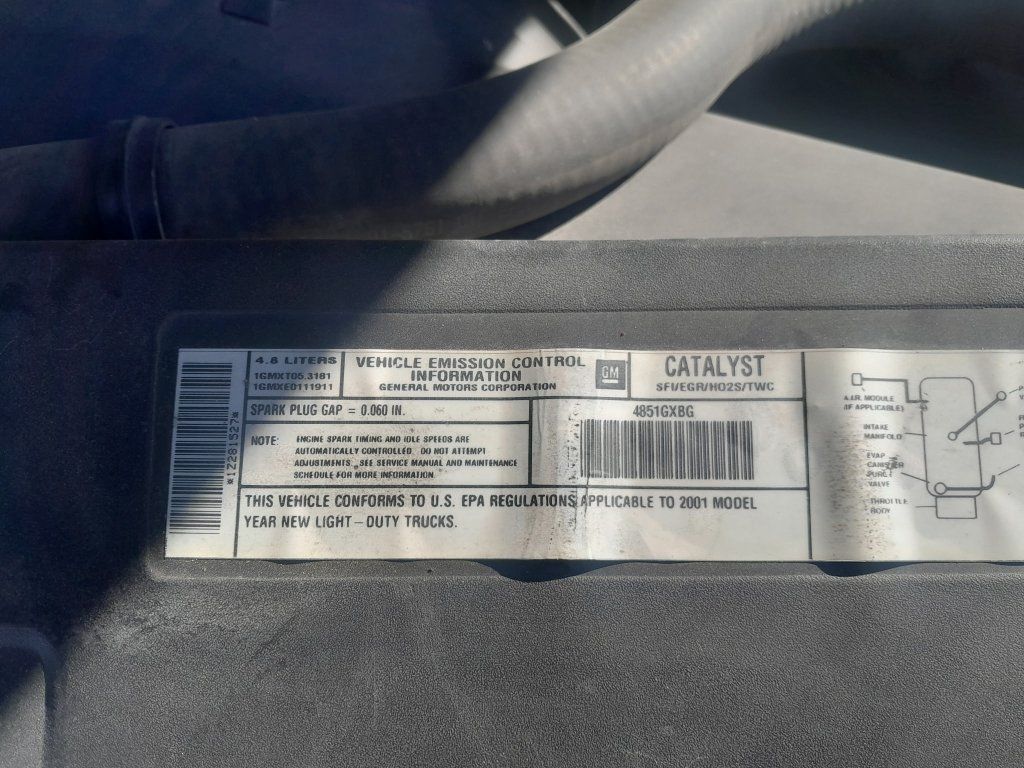 4.8 LITERS
1GMXT05.3181
1GMXE0111911
VEHICLE EMISSION CONTROL
INFORMATION
GENERAL MOTORS CORPORATION
GM
CATALYST
SFI/EGR/HO2S/TWC
SPARK PLUG GAP = 0.060 IN.
NOTE: ENGINE SPARK TIMING AND IDLE SPEEDS ARE
AUTOMATICALLY CONTROLLED. DO NOT ATTEMPT
ADJUSTMENTS. SEE SERVICE MANUAL AND MAINTENANCE
SCHEDULE FOR MORE INFORMATION
4851GXBG
*12281527*
THIS VEHICLE CONFORMS TO U.S. EPA REGULATIONS APPLICABLE TO 2001 MODEL
YEAR NEW LIGHT-DUTY TRUCKS.
A.I.R. MODULE
(IF APPLICABLE)
INTAKE
MANIFOLD
EVAP
CANISTER
PURGE
VALVE
THROTTLE
BODY